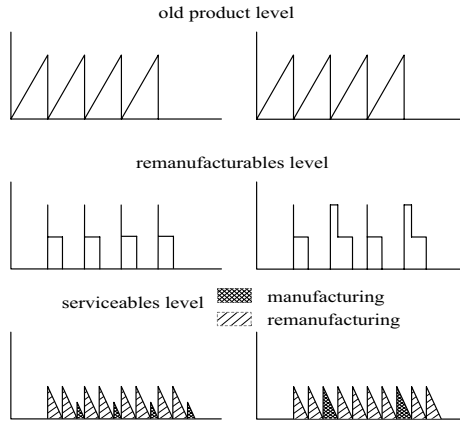 old product level
remanufacturables level
serviceables level
manufacturing
remanufacturing